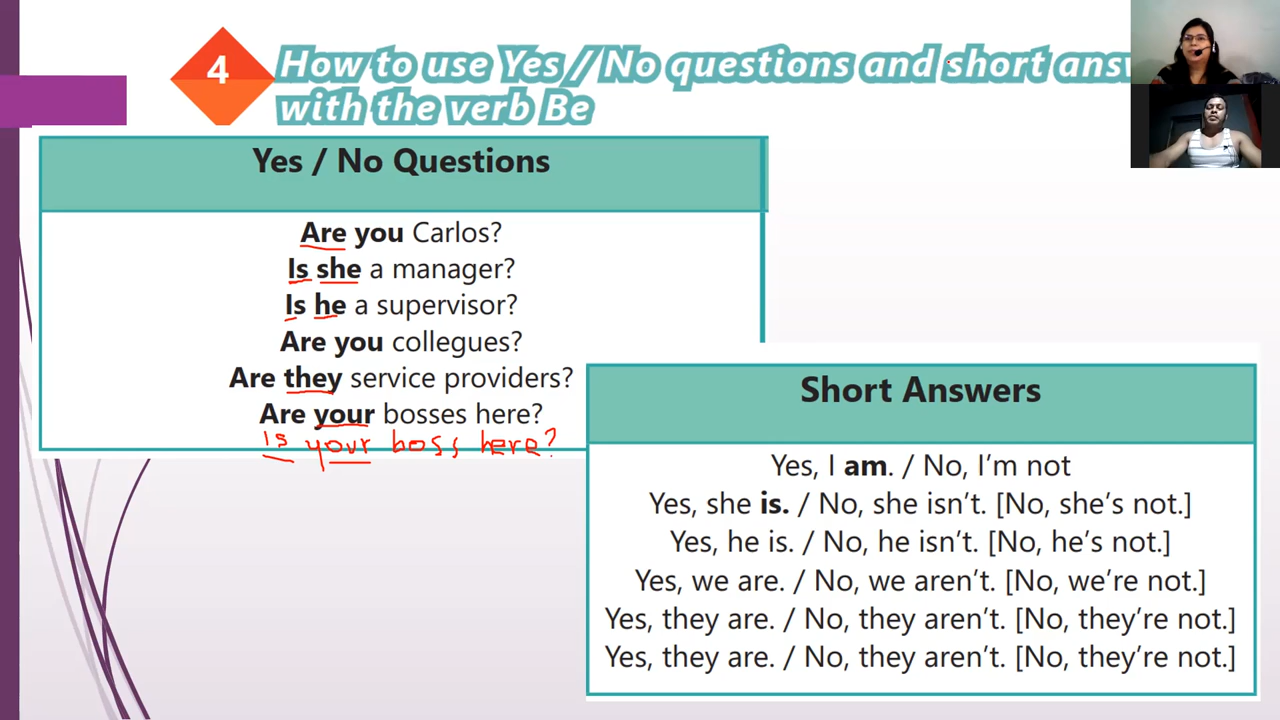 4
How to use Yes / No questions and short ans
with the verb Be
Yes / No Questions
Are you Carlos?
Is she a manager?
Is he a supervisor?
Are you collegues?
Are they service providers?
Are your bosses here?
is your boss here?
Short Answers
Yes, I am. / No, I'm not
Yes, she is. / No, she isn't. [No, she's not.]
Yes, he is. / No, he isn't. [No, he's not.]
Yes, we are. / No, we aren't. [No, we're not.]
Yes, they are. / No, they aren't. [No, they're not.]
Yes, they are. / No, they aren't. [No, they're not.]